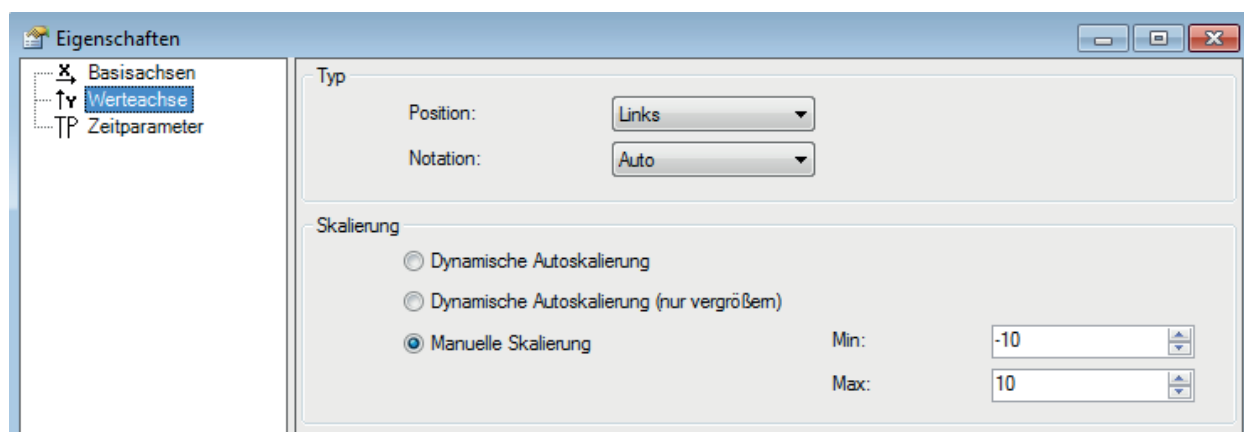 Eigenschaften
Basisachsen
Werteachse
Zeitparameter
Typ
Position: Links
Notation: Auto
Skalierung
Dynamische Autoskalierung
Dynamische Autoskalierung (nur vergrößern)
Manuelle Skalierung Min: -10
Max: 10